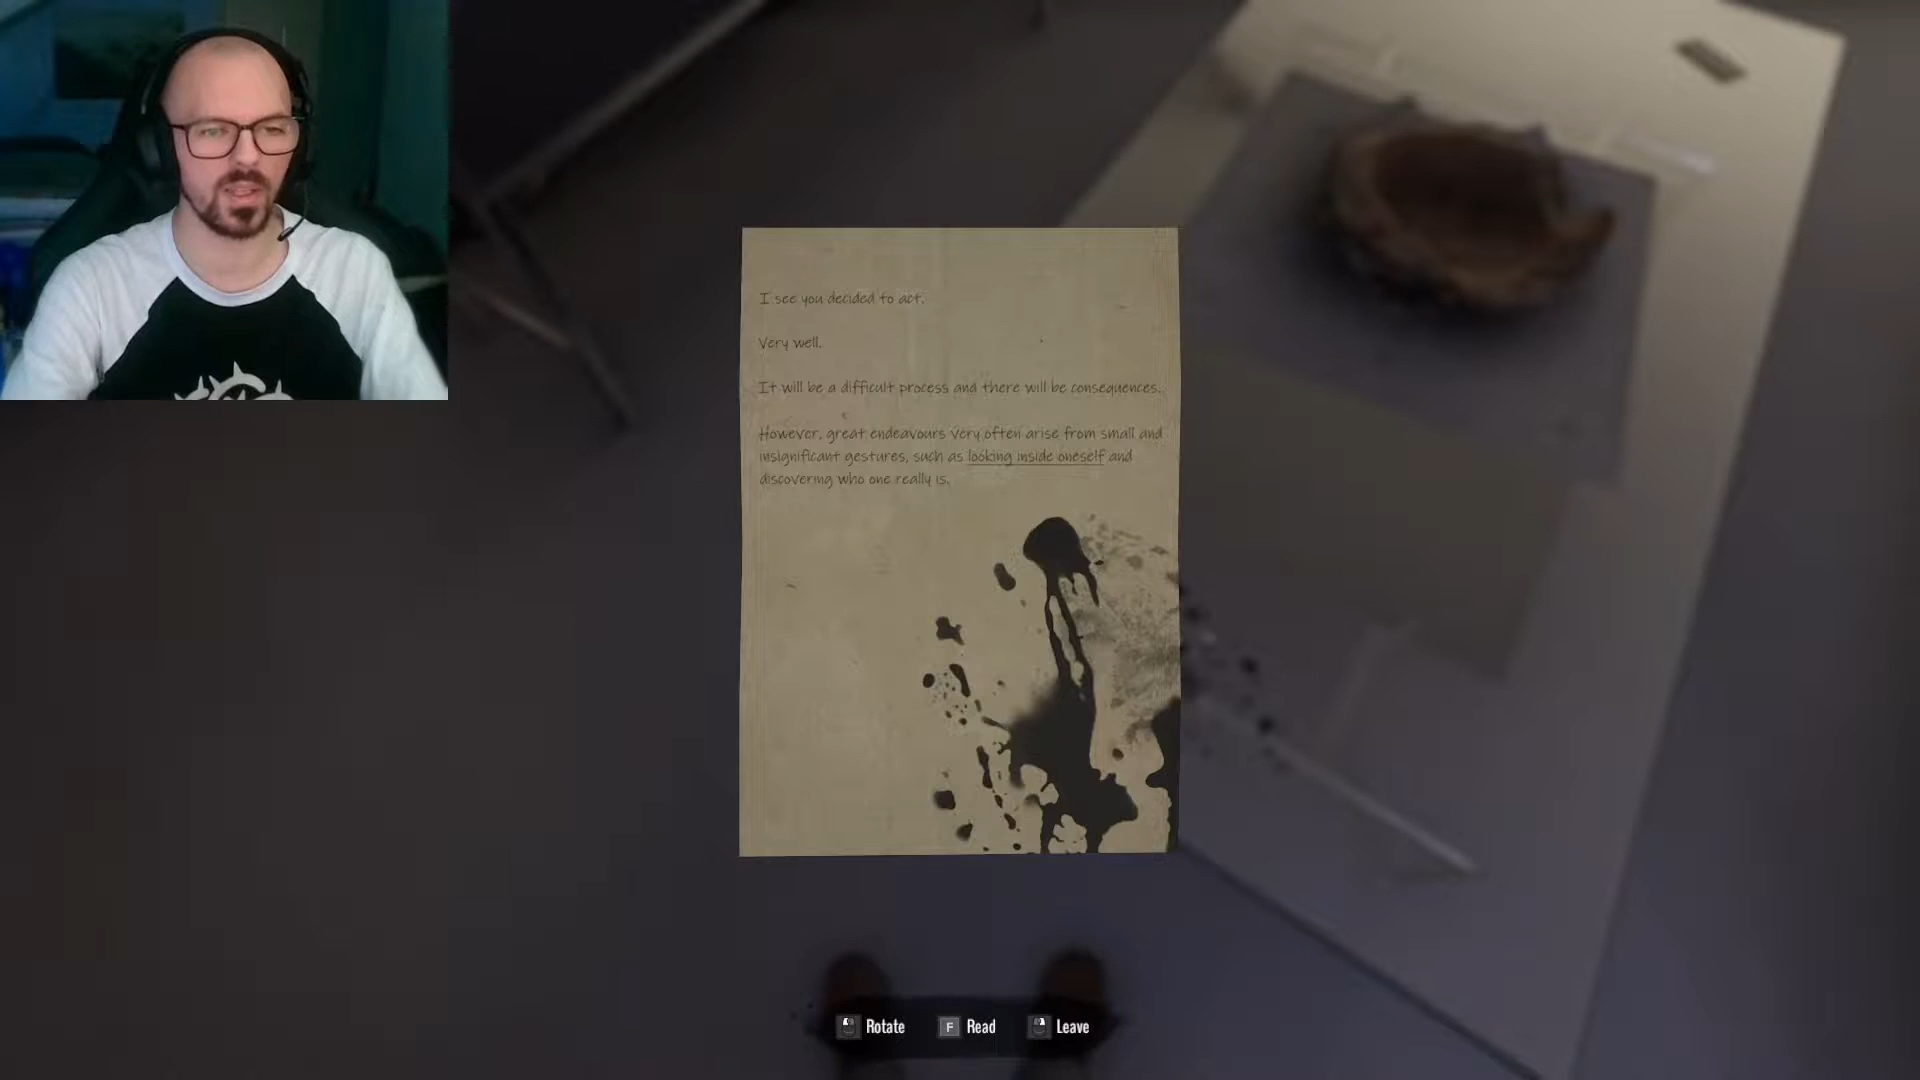 I see you decided to act.
Very well.
It will be a difficult process and there will be consequences.
However, great endeavours very often arise from small and
insignificant gestures, such as looking inside oneself and
discovering who one really is.
Rotate F Read Leave